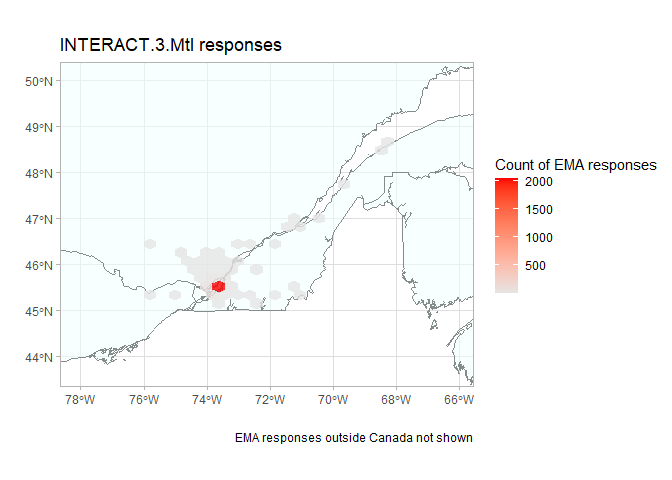 INTERACT.3.Mtl responses
50°N
49°N
48°N
47°N
46°N
45°N
44°N
78°W
76°W
74°W
72°W
70°W
68°W
66°W
Count of EMA responses
2000
1500
1000
500
EMA responses outside Canada not shown